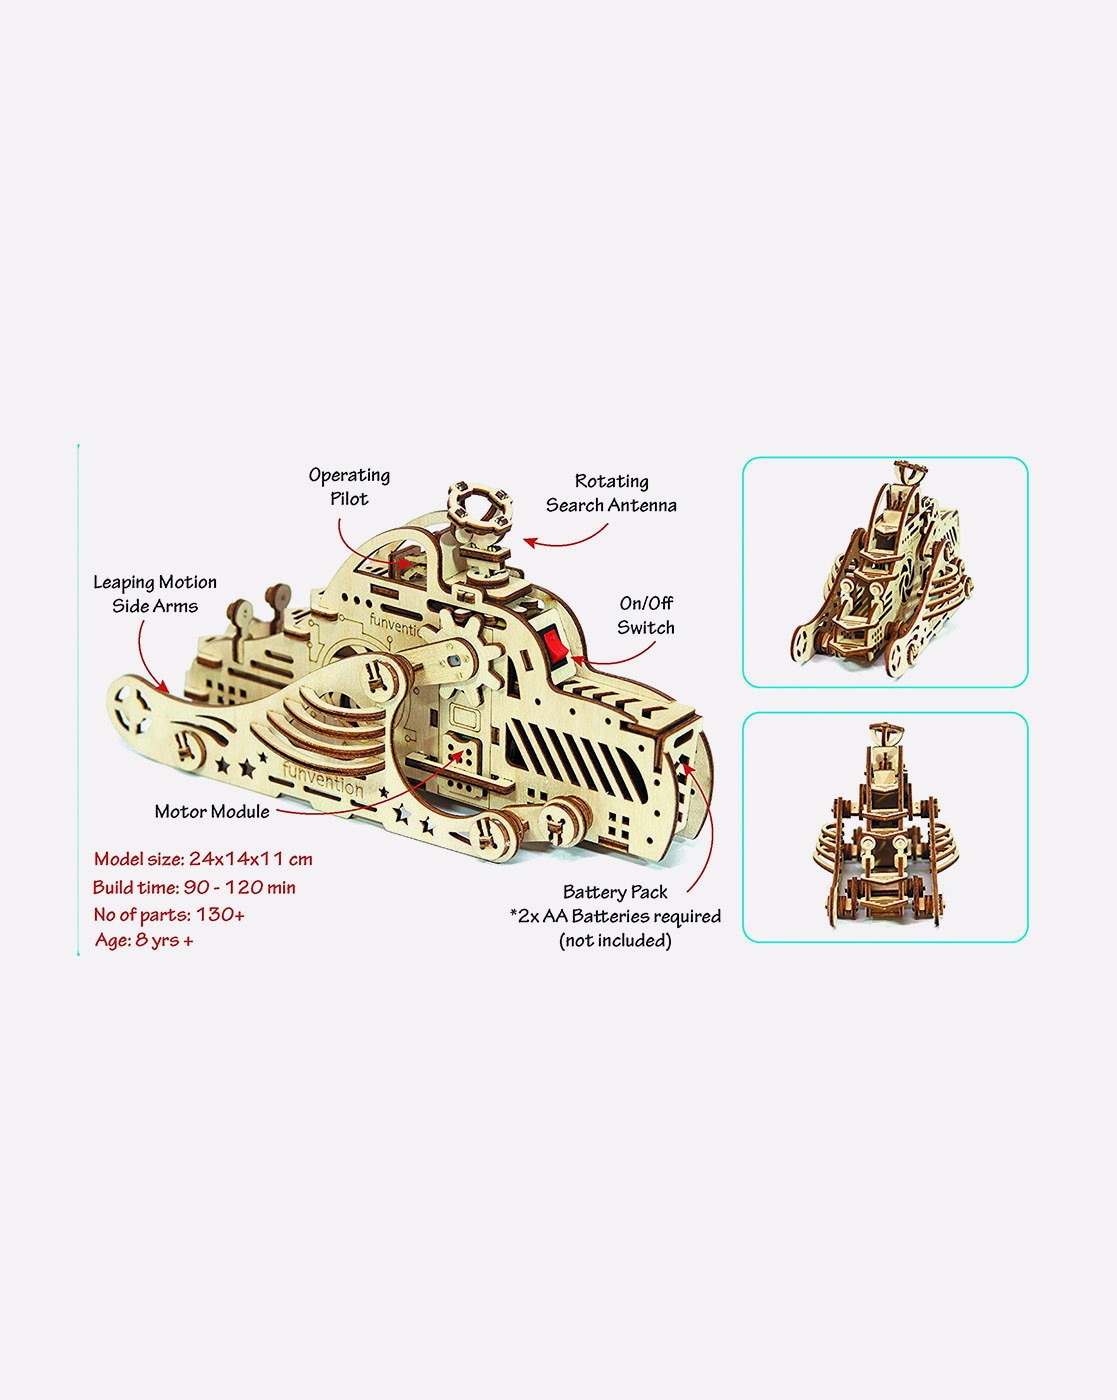 Operating
Pilot
Rotating
Search Antenna
Leaping Motion
Side Arms
On/Off
Switch
funventic
funvention
Motor Module
Model size: 24x14x11 cm
Build time: 90 - 120 min
No of parts: 130+
Age: 8 yrs +
Battery Pack
*2x AA Batteries required
(not included)